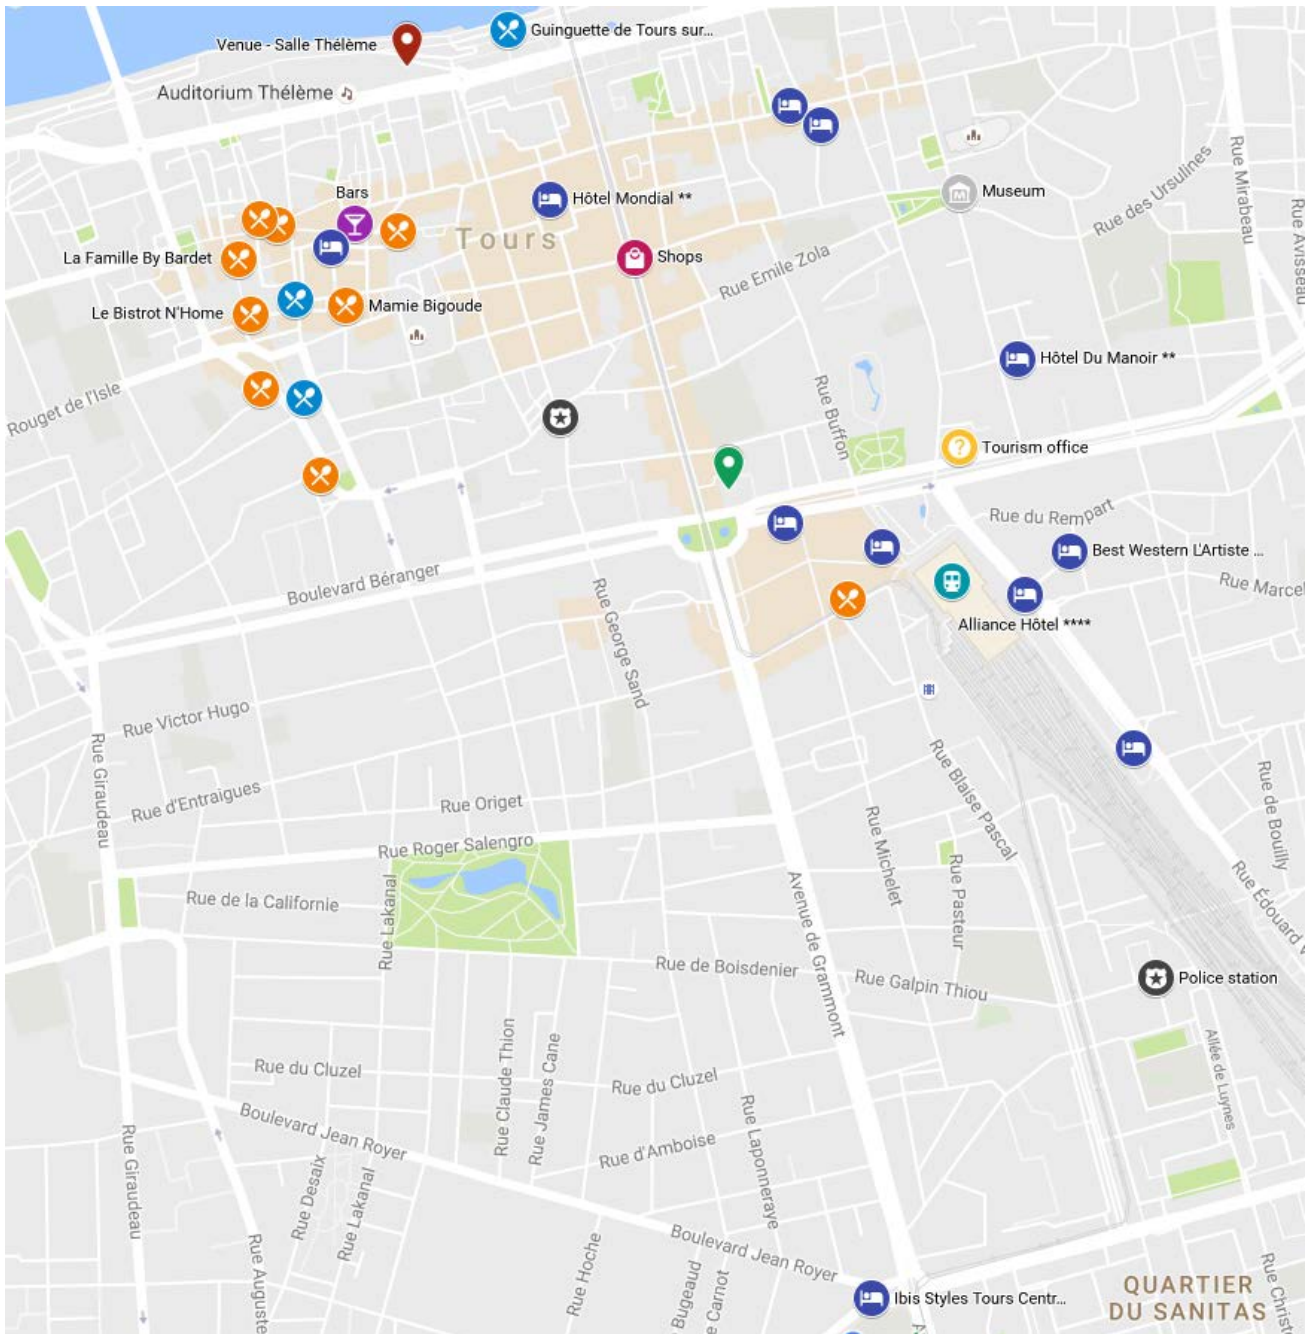 Venue - Salle Thélème
Guinguette de Tours sur...
Auditorium Thélème
Rue Mirabeau
Rue des Ursulines
Museum
Bars
Hôtel Mondial **
Rue Avisseau
Tours
La Famille By Bardet
Shops
Rue Emile Zola
Le Bistrot N'Home
Mamie Bigoude
Hôtel Du Manoir **
Rouget de l'Isle
Rue Buffon
Tourism office
Rue du Rempart
Best Western L'Artiste ...
Boulevard Béranger
Rue Marcel
Rue George Sand
Alliance Hôtel ****
Rue Victor Hugo
Rue Giraudeau
Rue d'Entraigues
Rue Origet
Rue Blaise Pascal
Rue de Bouilly
Rue Roger Salengro
Rue Michelet
Rue Pasteur
Rue de la Californie
Rue Lakanal
Avenue de Grammont
Rue Édouard V
Rue de Boisdenier
Rue Galpin Thiou
Police station
Rue Claude Thion
Rue James Cane
Rue du Cluzel
Rue du Cluzel
Allée de Luynes
Boulevard Jean Royer
Rue d'Amboise
Rue Laponneraye
Rue Giraudeau
Rue Desaix
Rue Lakanal
Rue Auguste
Rue Hoche
Boulevard Jean Royer
Bugeaud
e Carnot
Ibis Styles Tours Centr...
A
QUARTIER
DU SANITAS
Rue Christ